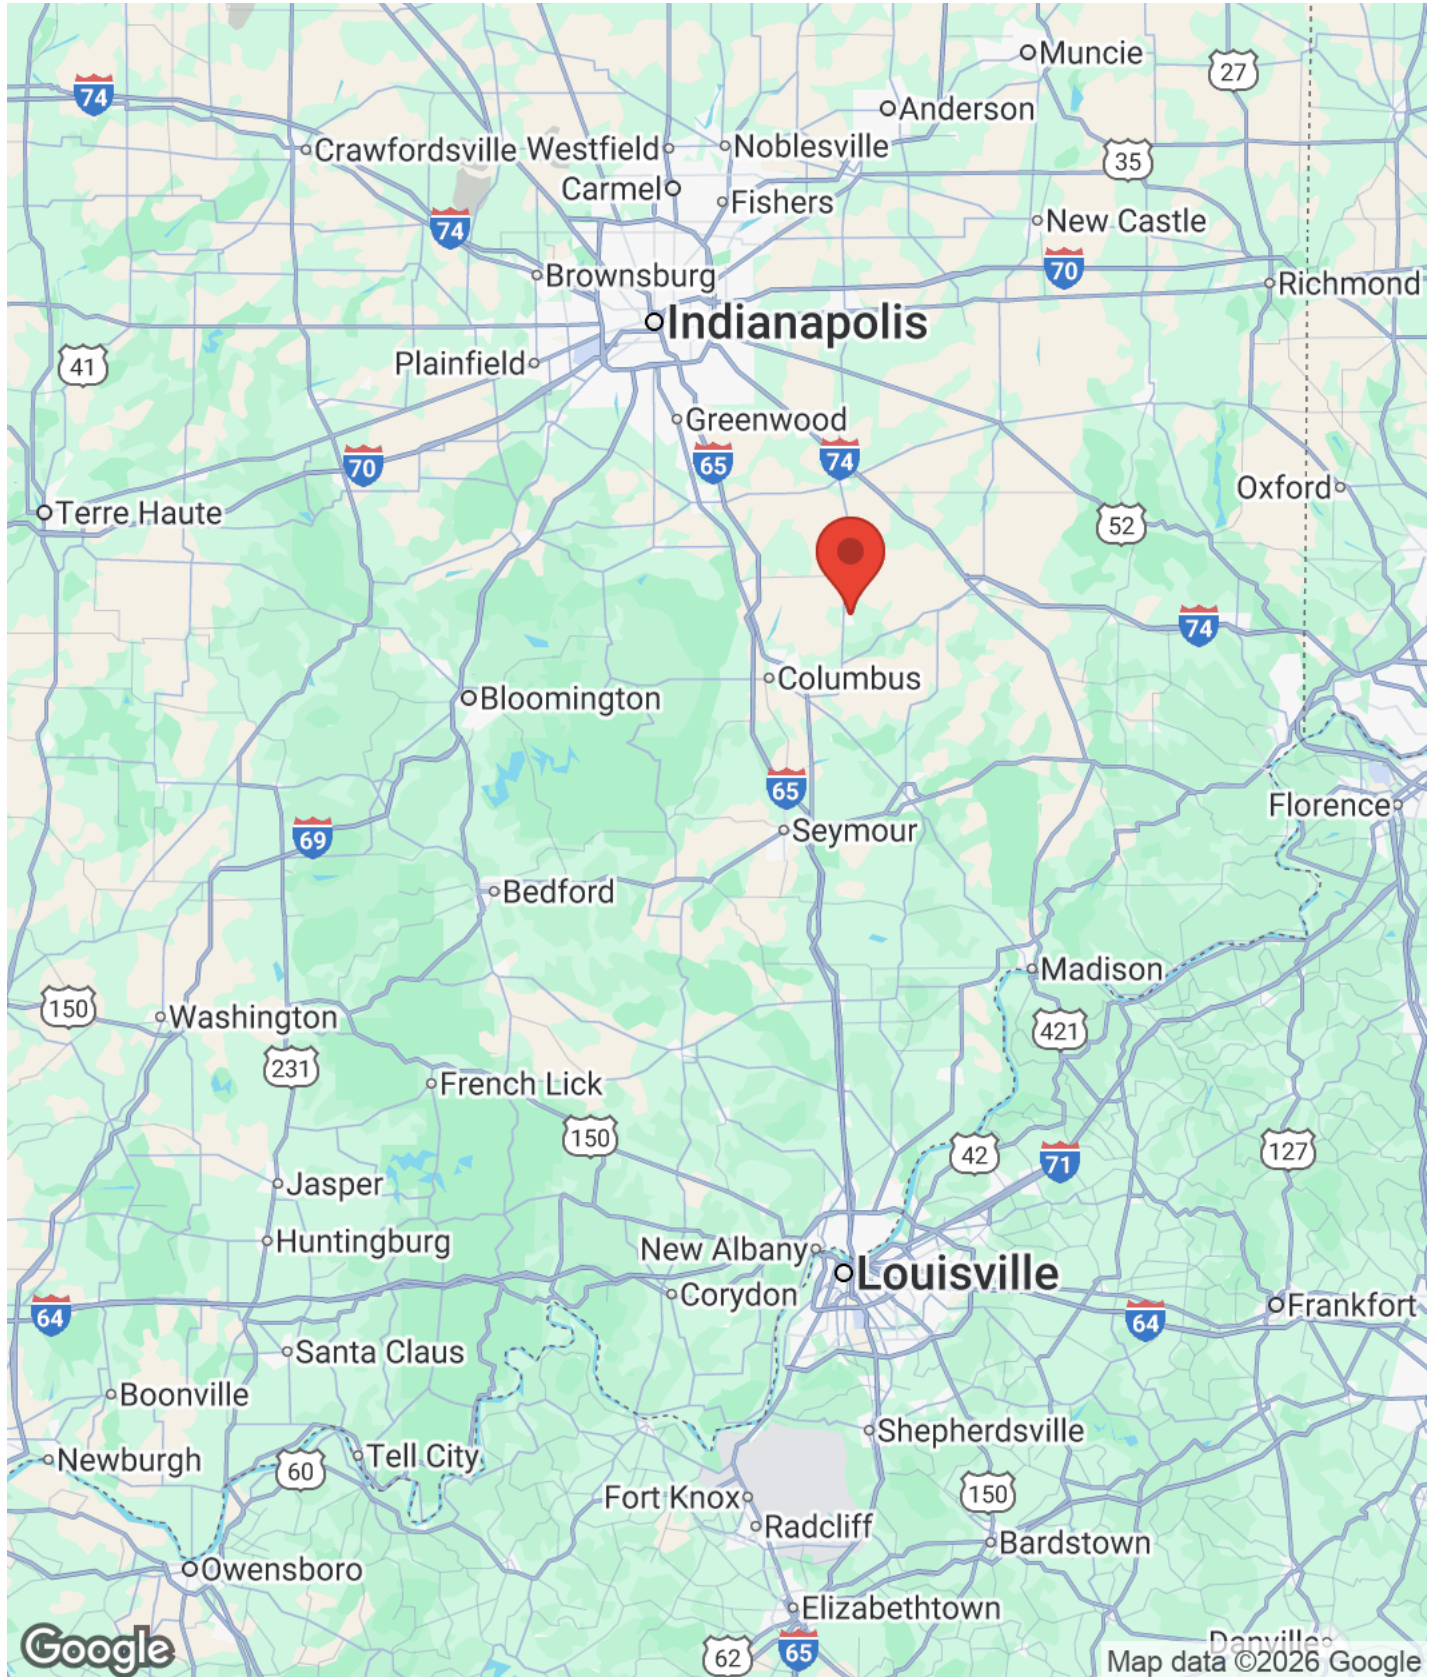 Muncie
27
74
Anderson
Crawfordsville
Westfield
Noblesville
35
Carmel
Fishers
New Castle
74
70
Brownsburg
Richmond
Indianapolis
41
Plainfield
Greenwood
70
65
74
Oxford
Terre Haute
52
74
Columbus
Bloomington
65
Florence
69
Seymour
Bedford
Madison
150
Washington
421
231
French Lick
150
42
71
127
Jasper
Huntingburg
New Albany
Louisville
Corydon
64
64
Frankfort
Santa Claus
Boonville
Shepherdsville
Newburgh
60
Tell City
Fort Knox
150
Radcliff
Bardstown
Owensboro
Elizabethtown
Google
62
65
Danville
Map data ©2026 Google